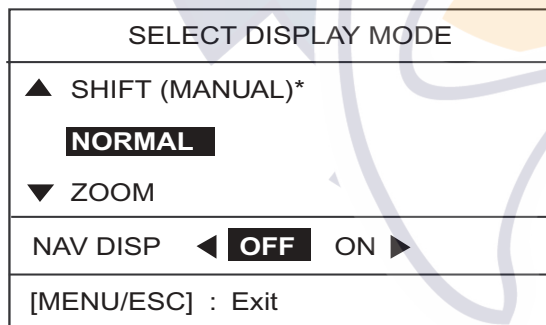 SELECT DISPLAY MODE
▲ SHIFT (MANUAL)*
NORMAL
▼ ZOOM
NAV DISP ◀ OFF ON ▶
[MENU/ESC] : Exit